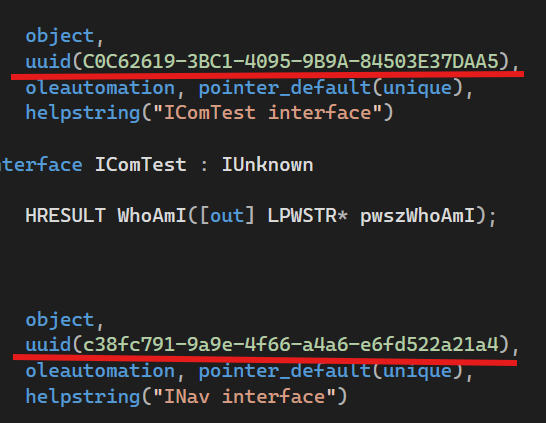 object,
uuid(C0C62619-3BC1-4095-9B9A-84503E37DAA5),
oleautomation, pointer_default(unique),
helpstring("IComTest interface")
nterface IComTest : IUnknown
HRESULT WhoAmI([out] LPWSTR* pwszWhoAmI);
object,
uuid(c38fc791-9a9e-4f66-a4a6-e6fd522a21a4),
oleautomation, pointer_default(unique),
helpstring("INav interface")